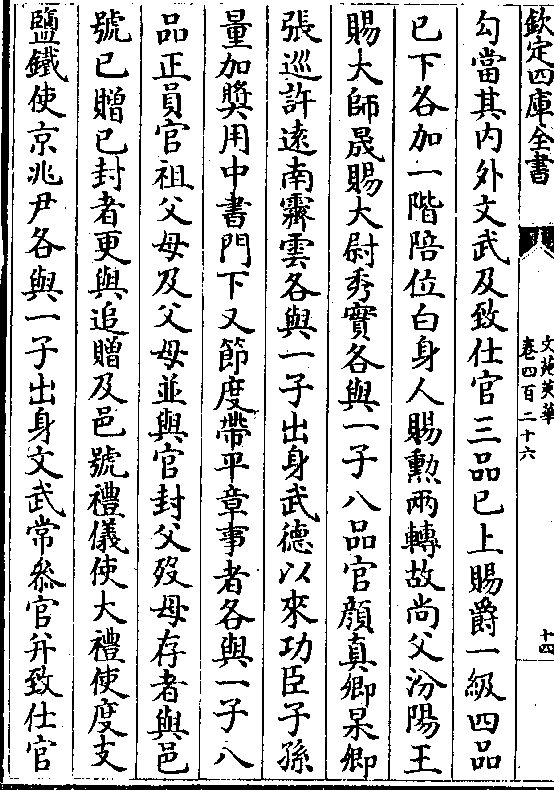 欽定四庫全書
文苑英華
卷四百二十六
十四
勾當其内外文武及致仕官三品已上賜爵一級四品
已下各加一階陪位白身人賜勲兩轉故尚父汾陽王
賜大師晟賜大尉秀實各與一子八品官顔真卿杲卿
張巡許逺南霽雲各與一子出身武德以來功臣子孫
量加奬用中書門下又節度帶平章事者各與一子八
品正員官祖父母及父母並與官封父歿母存者與邑
號已贈已封者更與追贈及邑號禮儀使大禮使度支
鹽鐵使京兆尹各與一子出身文武常叅官并致仕官